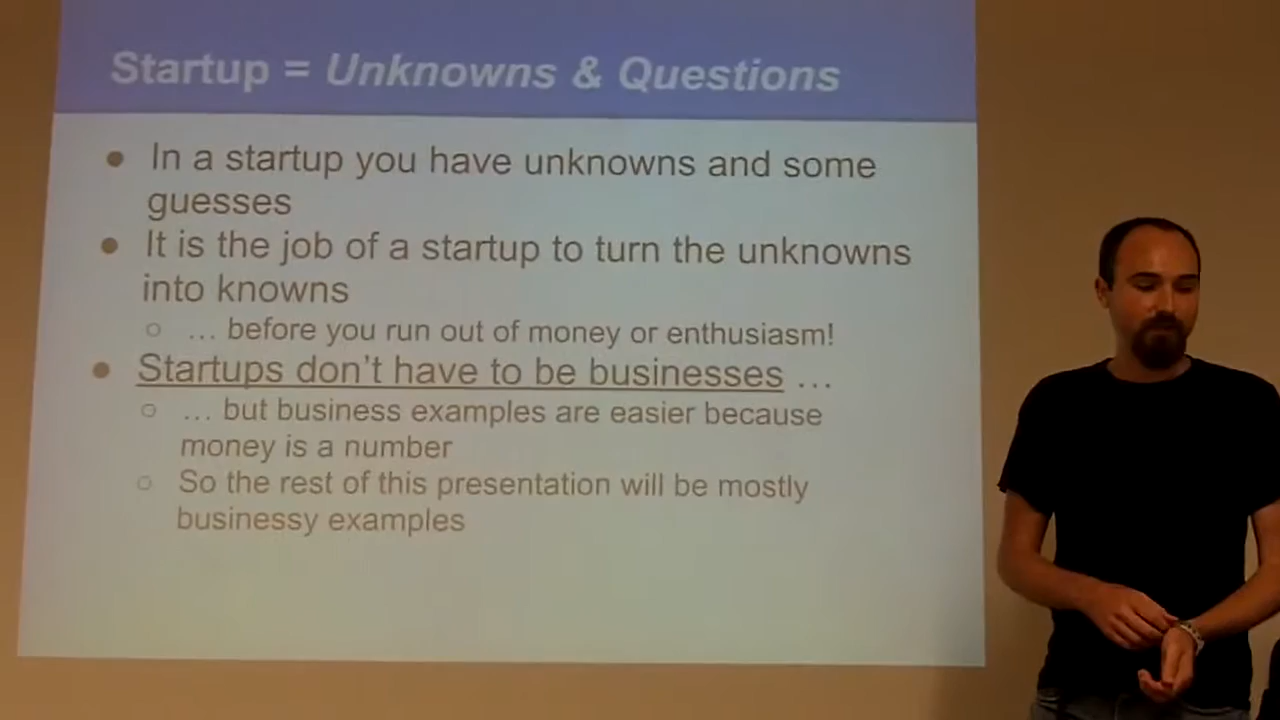 Startup = Unknowns & Questions
● In a startup you have unknowns and some
guesses
● It is the job of a startup to turn the unknowns
into knowns
○ … before you run out of money or enthusiasm!
● Startups don't have to be businesses …
○ … but business examples are easier because
money is a number
○ So the rest of this presentation will be mostly
businessy examples